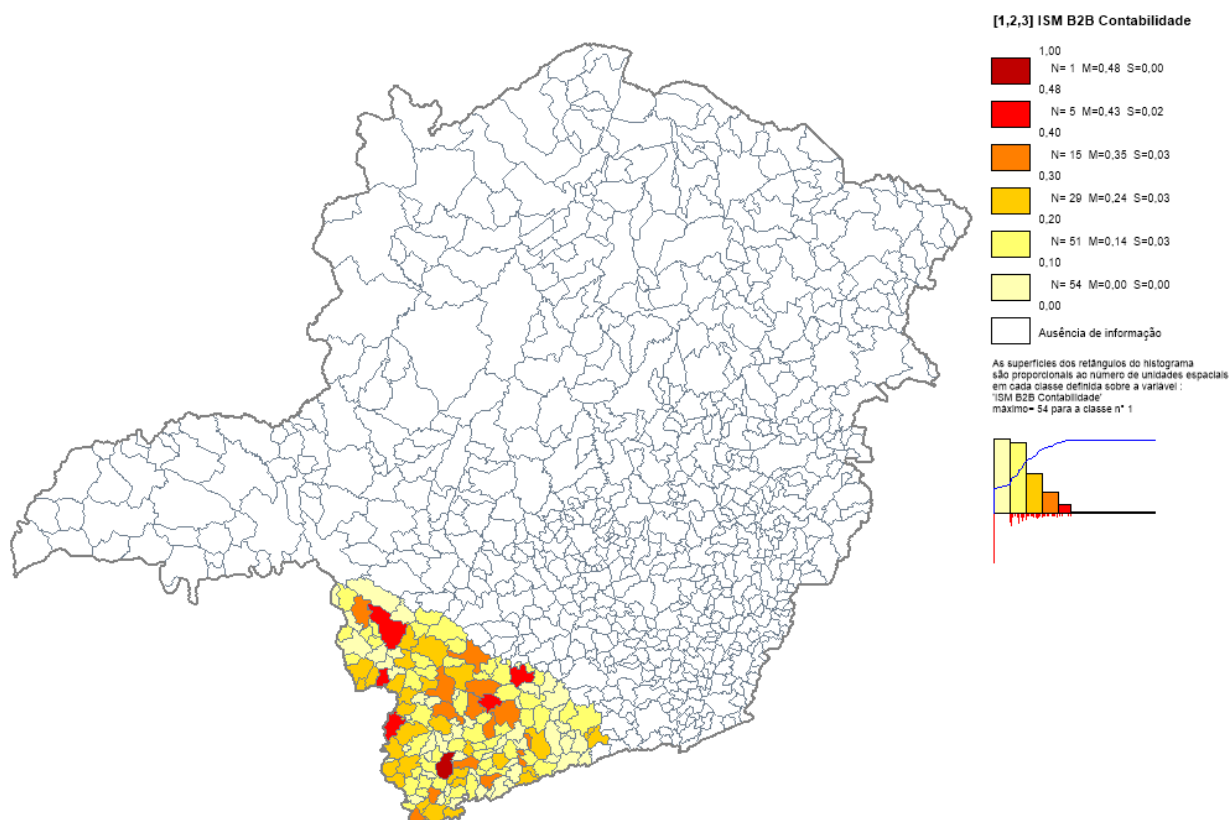 [1,2,3] ISM B2B Contabilidade
1,00
N= 1 M=0,48 S=0,00
0,48
N= 5 M=0,43 S=0,02
0,40
N= 15 M=0,35 S=0,03
0,30
N= 29 M=0,24 S=0,03
0,20
N= 51 M=0,14 S=0,03
0,10
N= 54 M=0,00 S=0,00
0,00
Ausência de informação
As superfícies dos retângulos do histograma
são proporcionais ao número de unidades espaciais
em cada classe definida sobre a variável :
'ISM B2B Contabilidade'
máximo= 54 para a classe n° 1